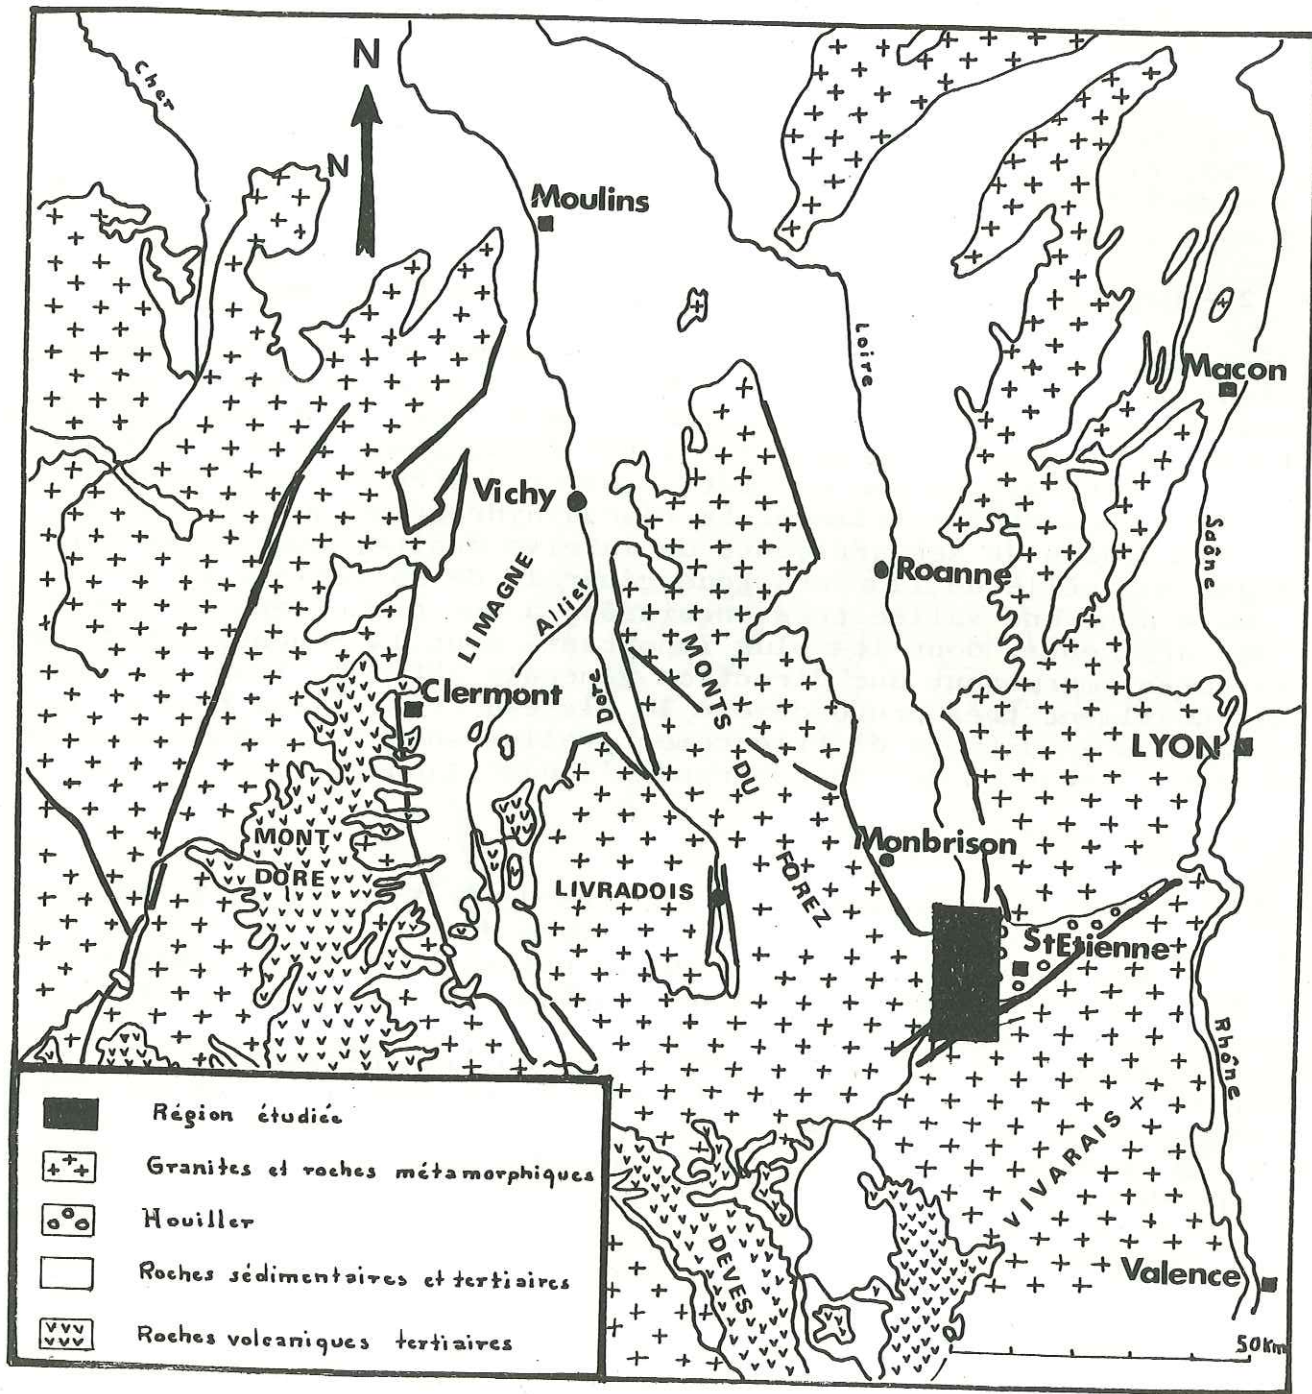 N
N
Cher
Moulins
Loire
Macon
Vichy
Roanne
Saône
LIMAGNE
Allier
Dore
MONTS DU FOREZ
Clermont
LYON
MONT
DORE
Monbrison
LIVRADOIS
St Etienne
Rhône
VIVARAIS
DEVES
Valence
50 km
Région étudiée
Granites et roches métamorphiques
Houiller
Roches sédimentaires et tertiaires
Roches volcaniques tertiaires